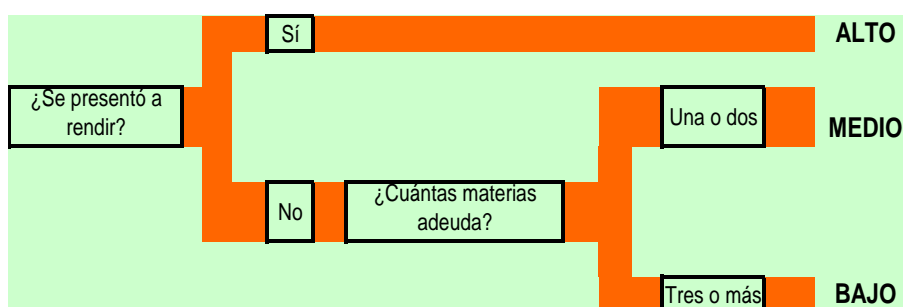 Sí
ALTO
¿Se presentó a
rendir?
Una o dos
MEDIO
No
¿Cuántas materias
adeuda?
Tres o más
BAJO